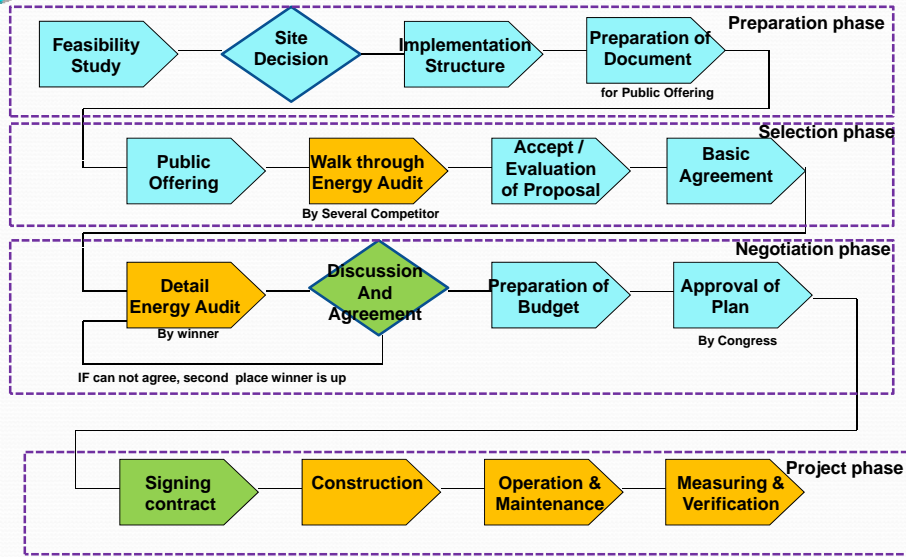 Preparation phase
Feasibility
Study
Site
Decision
Implementation
Structure
Preparation of
Document
for Public Offering
Selection phase
Public
Offering
Walk through
Energy Audit
By Several Competitor
Accept /
Evaluation
of Proposal
Basic
Agreement
Negotiation phase
Detail
Energy Audit
By winner
Discussion
And
Agreement
Preparation of
Budget
Approval of
Plan
By Congress
IF can not agree, second place winner is up
Project phase
Signing
contract
Construction
Operation &
Maintenance
Measuring &
Verification